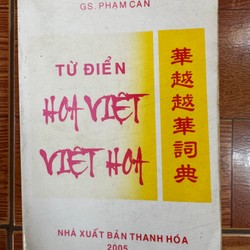 GS. PHẠM CẦN
TỪ ĐIỂN
HOA VIỆT
VIỆT HOA
華越越華詞典
NHÀ XUẤT BẢN THANH HÓA
2005